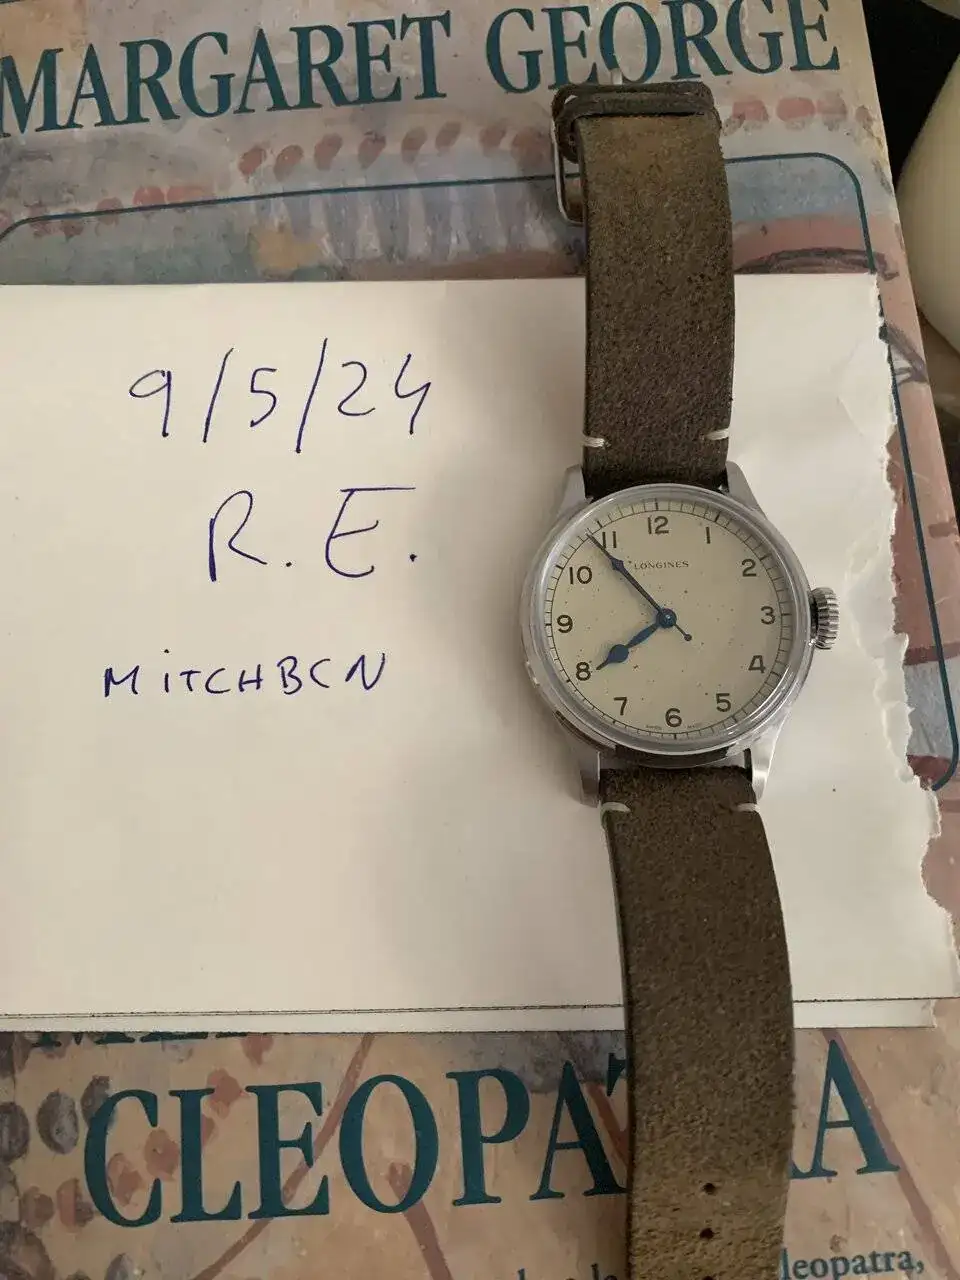 MARGARET GEORGE
9/5/24
R.E.
MITCHBCN
LONGINES
12
1
2
3
4
5
6
7
8
9
10
11
CLEOPATRA
leopatra,